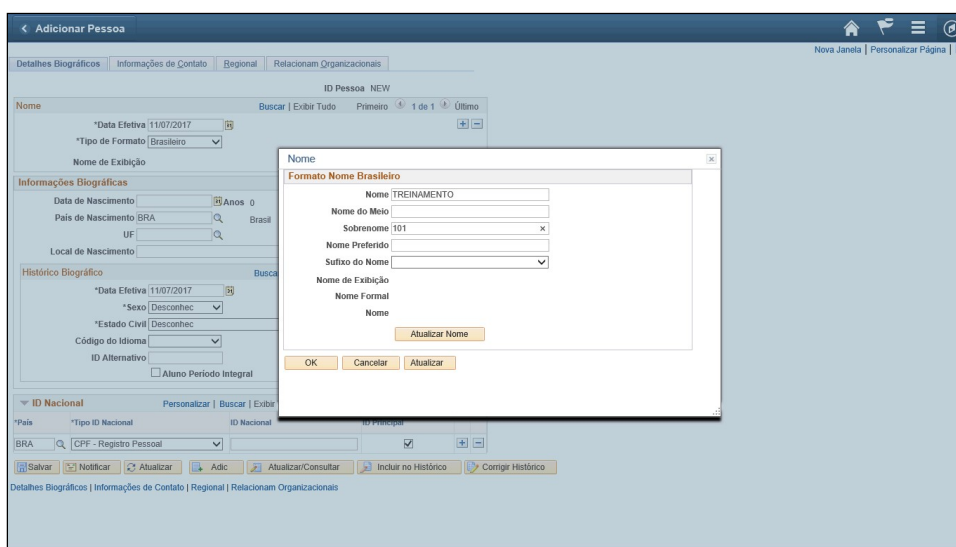 Adicionar Pessoa
Nova Janela | Personalizar Página |
Detalhes Biográficos Informações de Contato Regional Relacionam Organizacionais
ID Pessoa NEW
Nome Buscar | Exibir Tudo Primeiro 1 de 1 Último
*Data Efetiva 11/07/2017
*Tipo de Formato Brasileiro
Nome de Exibição
Informações Biográficas
Data de Nascimento Anos 0
País de Nascimento BRA Brasil
UF
Local de Nascimento
Histórico Biográfico Busca
*Data Efetiva 11/07/2017
*Sexo Desconhec
*Estado Civil Desconhec
Código do Idioma
ID Alternativo
Aluno Período Integral
Nome
Formato Nome Brasileiro
Nome TREINAMENTO
Nome do Meio
Sobrenome 101
Nome Preferido
Sufixo do Nome
Nome de Exibição
Nome Formal
Nome
Atualizar Nome
OK Cancelar Atualizar
ID Nacional Personalizar | Buscar | Exibir
*País *Tipo ID Nacional ID Nacional ID Principal
BRA CPF - Registro Pessoal
Salvar Notificar Atualizar Adic Atualizar/Consultar Incluir no Histórico Corrigir Histórico
Detalhes Biográficos | Informações de Contato | Regional | Relacionam Organizacionais